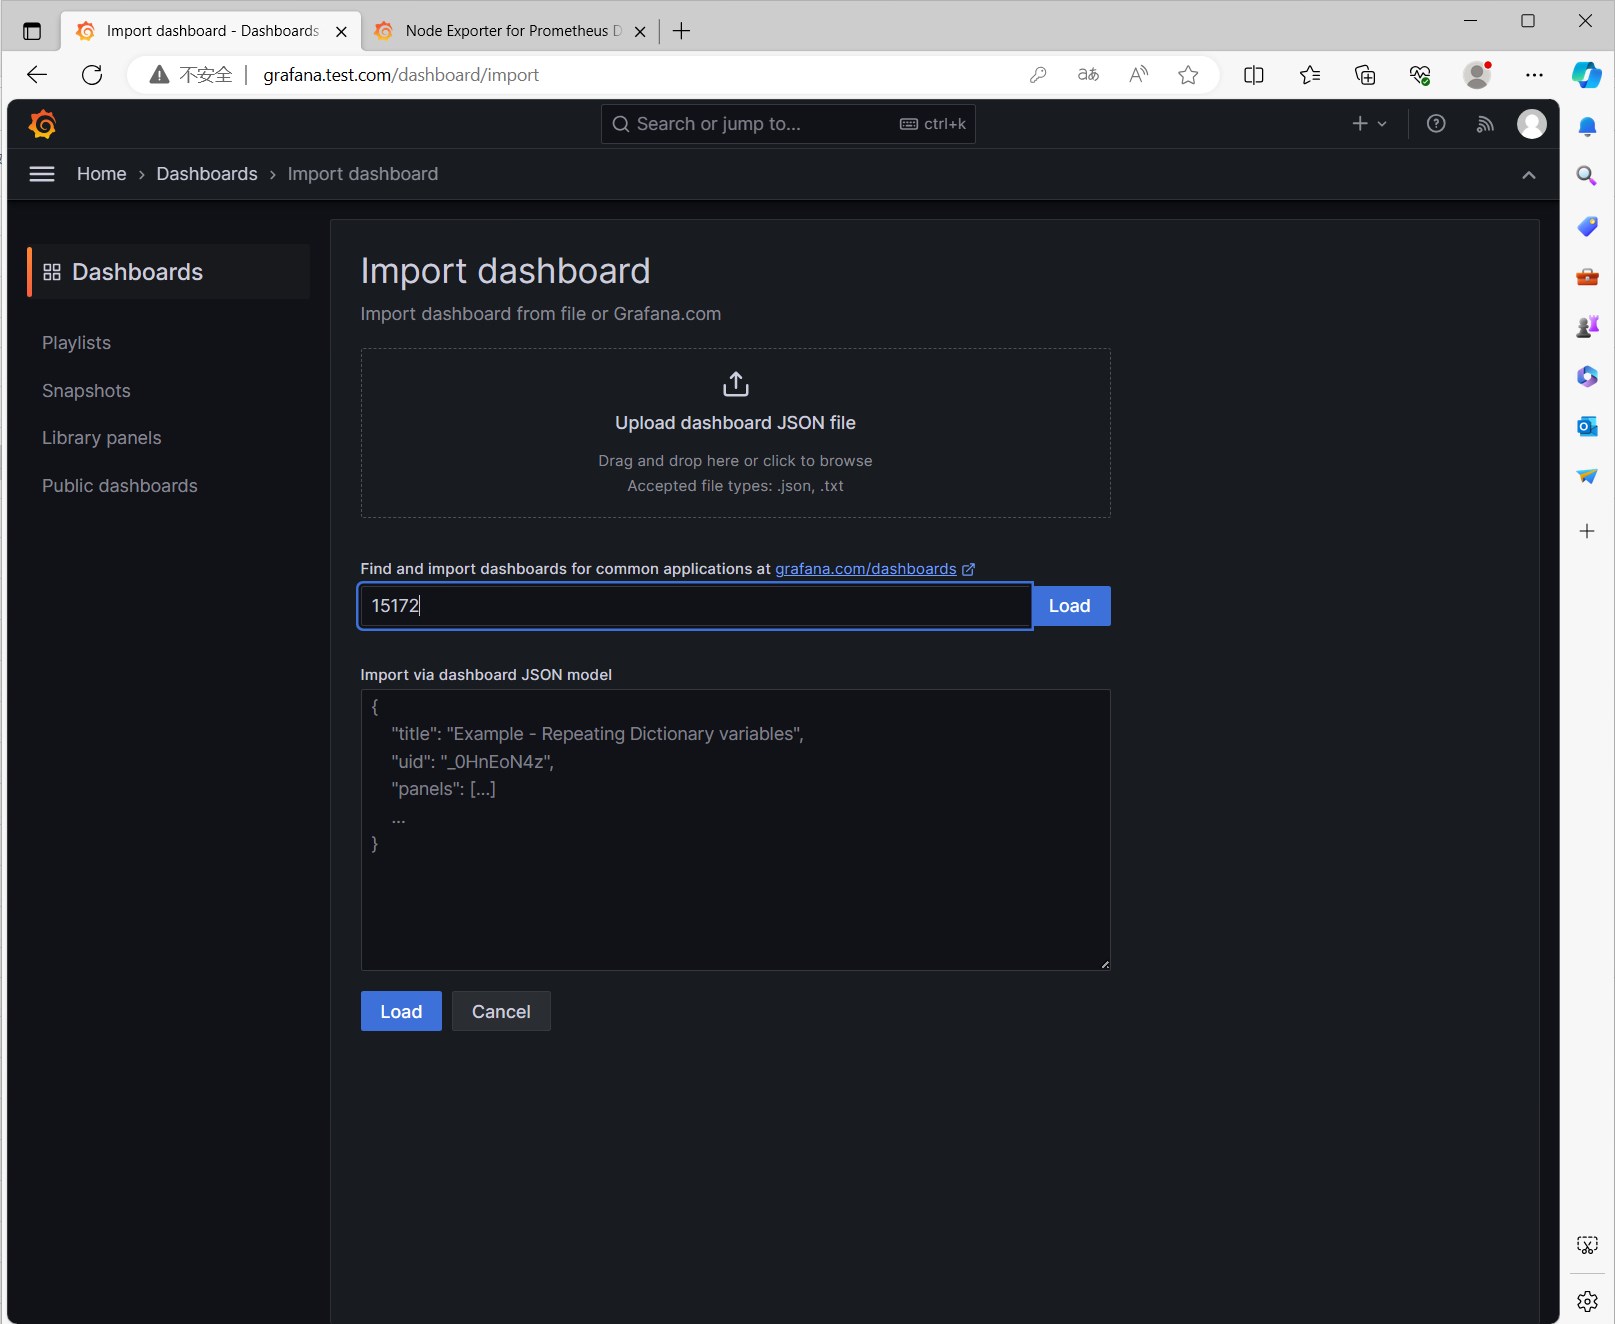 Import dashboard - Dashboards
Node Exporter for Prometheus D
不安全
grafana.test.com/dashboard/import
Search or jump to...
ctrl+k
Home › Dashboards › Import dashboard
Dashboards
Playlists
Snapshots
Library panels
Public dashboards
Import dashboard
Import dashboard from file or Grafana.com
Upload dashboard JSON file
Drag and drop here or click to browse
Accepted file types: .json, .txt
Find and import dashboards for common applications at grafana.com/dashboards
15172
Load
Import via dashboard JSON model
{
"title": "Example - Repeating Dictionary variables",
"uid": "_0HnEoN4z",
"panels": [...]
...
}
Load
Cancel